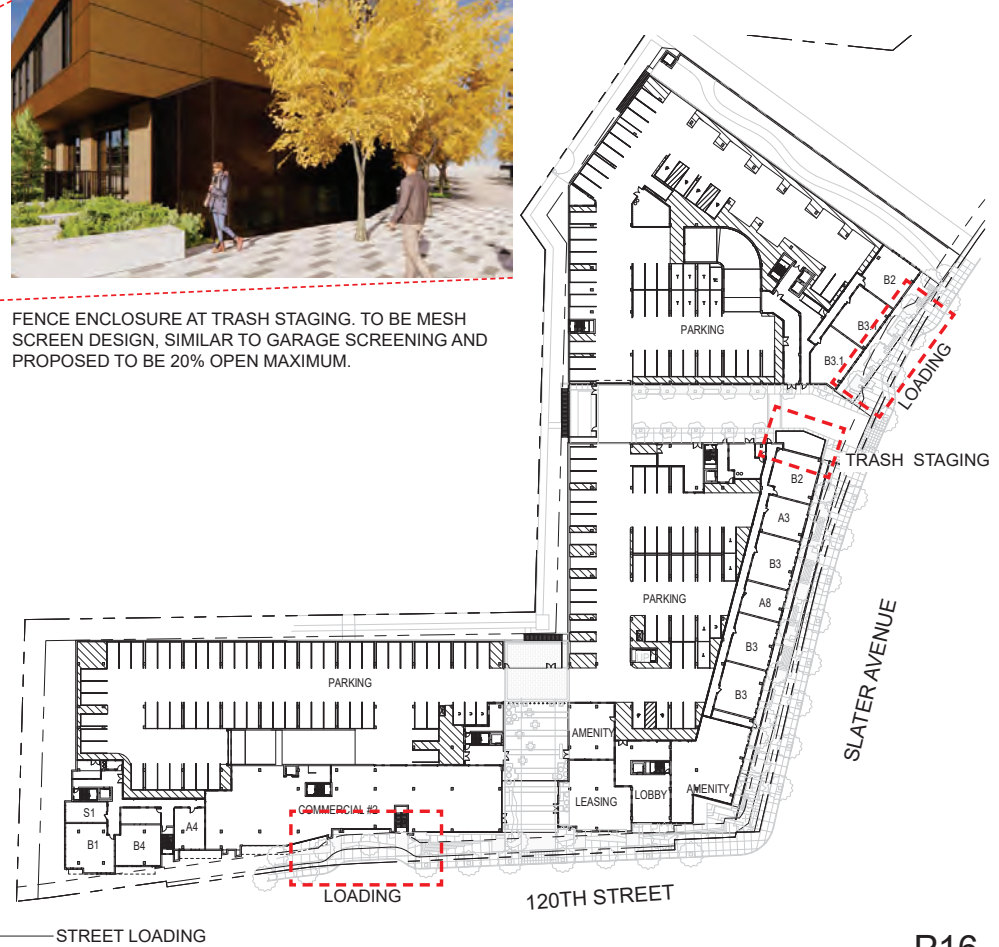 FENCE ENCLOSURE AT TRASH STAGING. TO BE MESH
SCREEN DESIGN, SIMILAR TO GARAGE SCREENING AND
PROPOSED TO BE 20% OPEN MAXIMUM.
B2
PARKING
B3.1
B3.1
LOADING
TRASH STAGING
B2
A3
B3
PARKING
A8
B3
B3
SLATER AVENUE
PARKING
AMENITY
LEASING
LOBBY
AMENITY
COMMERCIAL #2
S1
A4
B1
B4
LOADING
120TH STREET
STREET LOADING
P16